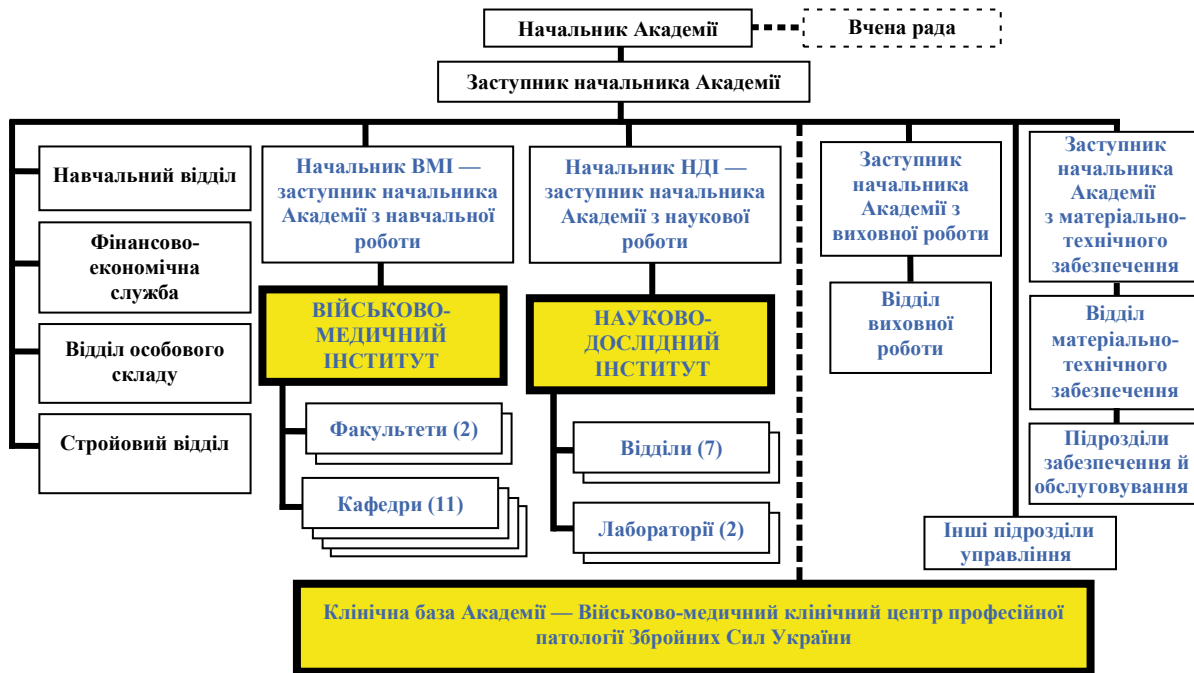 Начальник Академії
Вчена рада
Заступник начальника Академії
Навчальний відділ
Фінансово-
економічна
служба
Відділ особового
складу
Стройовий відділ
Начальник ВМІ —
заступник начальника
Академії з навчальної
роботи
ВІЙСЬКОВО-
МЕДИЧНИЙ
ІНСТИТУТ
Факультети (2)
Кафедри (11)
Начальник НДІ —
заступник начальника
Академії з наукової
роботи
НАУКОВО-
ДОСЛІДНИЙ
ІНСТИТУТ
Відділи (7)
Лабораторії (2)
Заступник
начальника
Академії з
виховної роботи
Відділ
виховної
роботи
Заступник
начальника
Академії
з матеріально-
технічного
забезпечення
Відділ
матеріально-
технічного
забезпечення
Підрозділи
забезпечення й
обслуговування
Інші підрозділи
управління
Клінічна база Академії — Військово-медичний клінічний центр професійної
патології Збройних Сил України